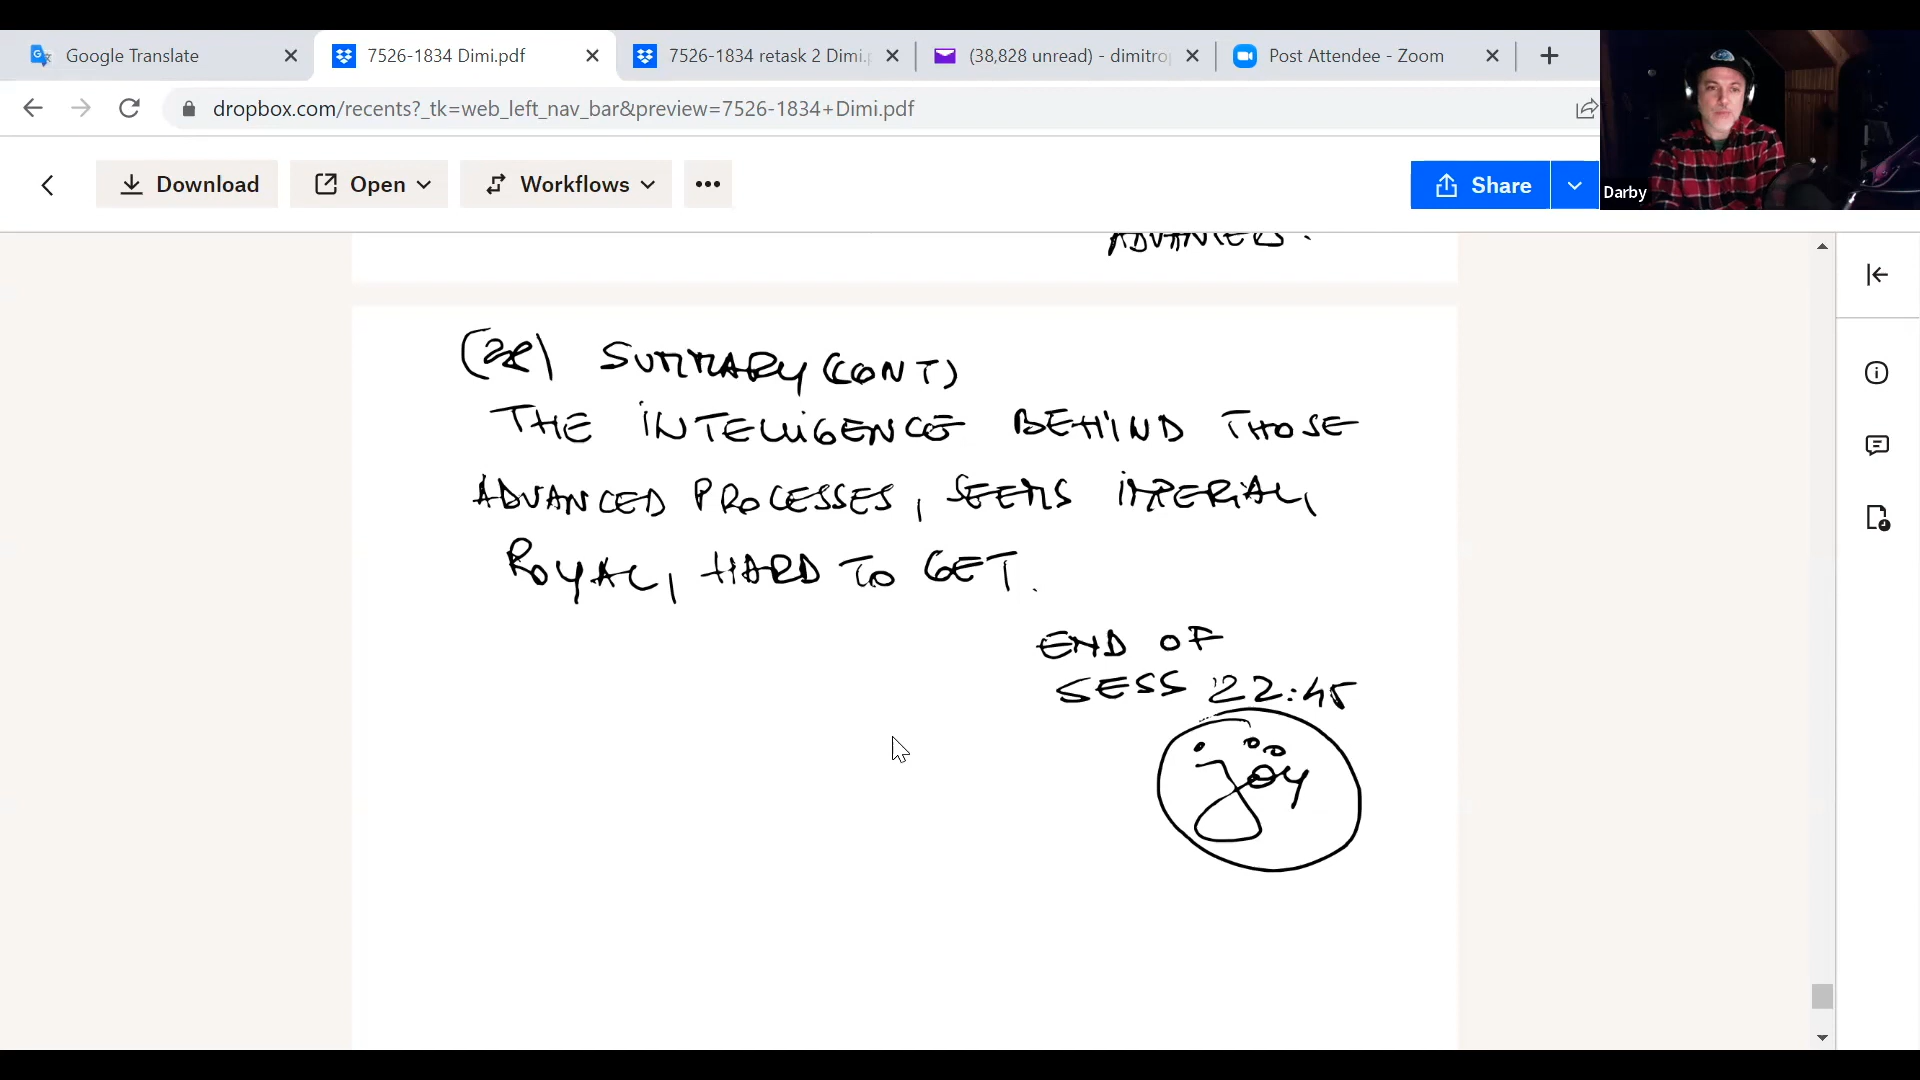 Google Translate
7526-1834 Dimi.pdf
7526-1834 retask 2 Dimi.
(38,828 unread) - dimitro
Post Attendee - Zoom
dropbox.com/recents?_tk=web_left_nav_bar&preview=7526-1834+Dimi.pdf
Download
Open
Workflows
Share
Darby
ADVANCERS.
SUMMARY (CONT)
THE INTELLIGENCE BEHIND THOSE
ADVANCED PROCESSES, SEEMS IMPERIAL,
ROYAL, HARD TO GET.
END OF
SESS 22:45
joy